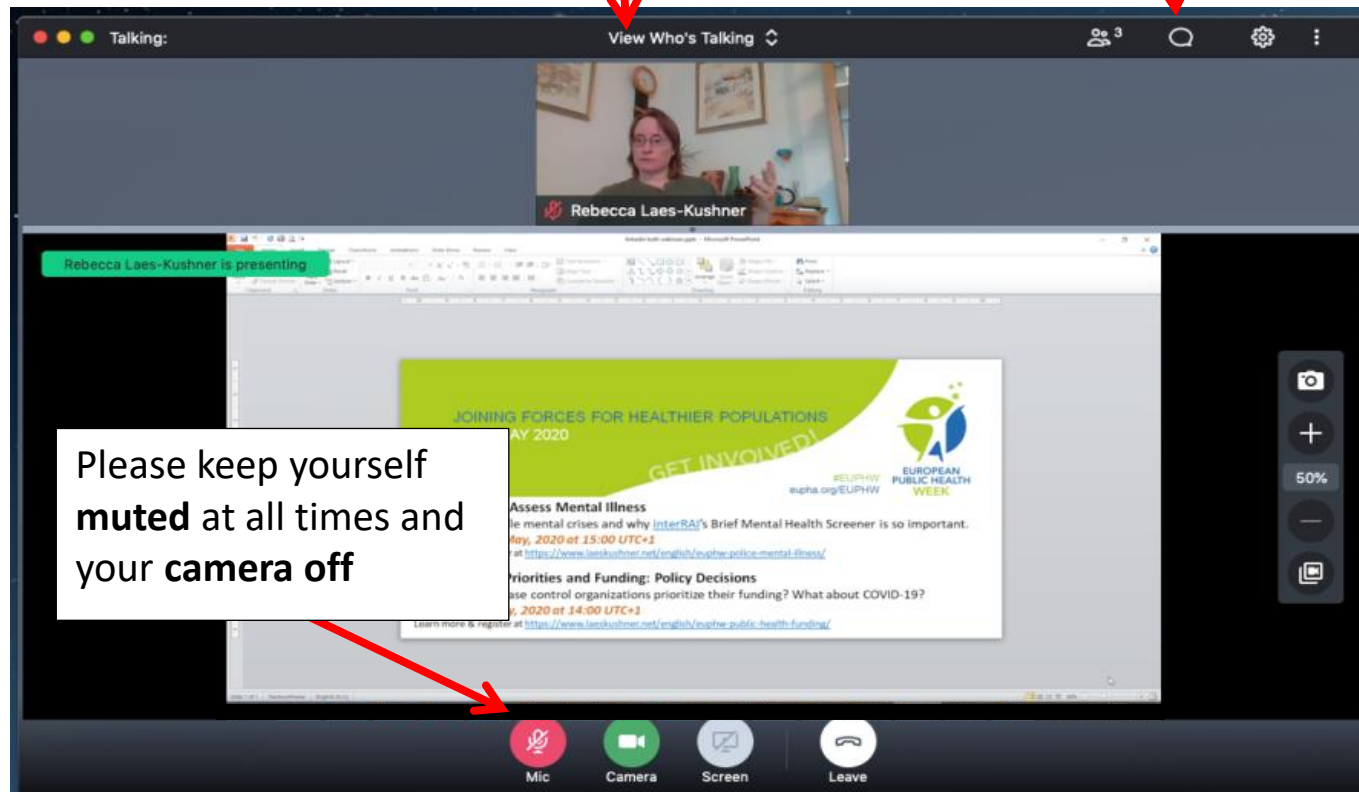 Talking:
View Who's Talking
3
Rebecca Laes-Kushner
Rebecca Laes-Kushner is presenting
JOINING FORCES FOR HEALTHIER POPULATIONS
AY 2020
GET INVOLVED!
#EUPHW
eupha.org/EUPHW
EUROPEAN
PUBLIC HEALTH
WEEK
Assess Mental Illness
le mental crises and why interRAI's Brief Mental Health Screener is so important.
May, 2020 at 15:00 UTC+1
r at https://www.laeskushner.net/english/euphw-police-mental-illness/
Priorities and Funding: Policy Decisions
ase control organizations prioritize their funding? What about COVID-19?
, 2020 at 14:00 UTC+1
Learn more & register at https://www.laeskushner.net/english/euphw-public-health-funding/
Please keep yourself
muted at all times and
your camera off
50%
Mic
Camera
Screen
Leave